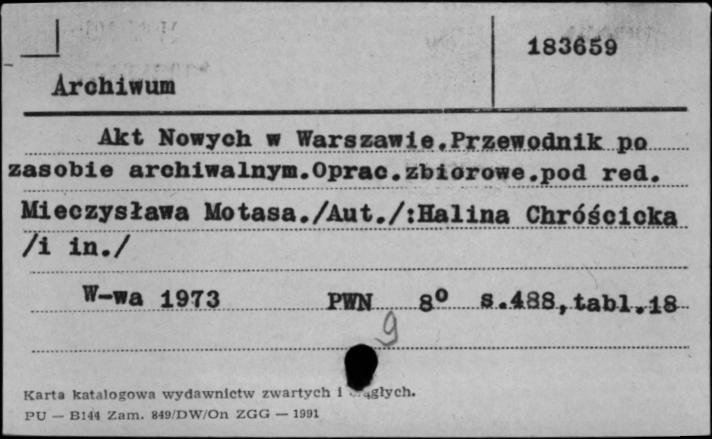 183659
Archiwum
Akt Nowych w Warszawie.Przewodnik po
zasobie archiwalnym.Oprac.zbiorowe.pod red.
Mieczysława Motasa./Aut./:Halina Chróścicka
/i in./
W-wa 1973 PWN 8° s.488,tabl.18
9
Karta katalogowa wydawnictw zwartych i
PU — B144 Zam. 849/DW/On ZGG — 1991